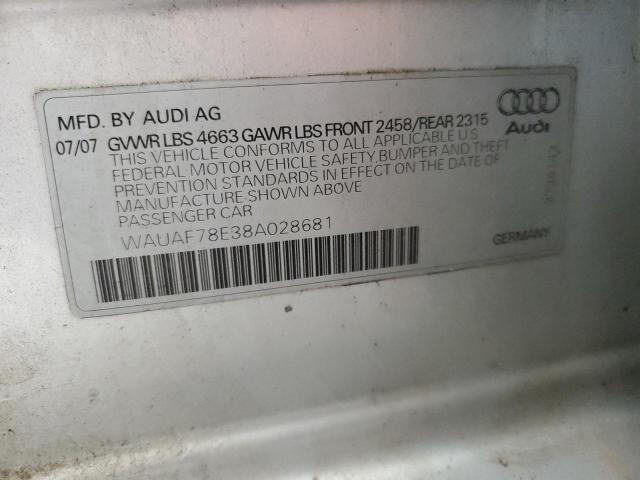 MFD. BY AUDI AG
07/07 GVWR LBS 4663 GAWR LBS FRONT 2458/REAR 2315
THIS VEHICLE CONFORMS TO ALL APPLICABLE U S
FEDERAL MOTOR VEHICLE SAFETY,BUMPER AND THEFT
PREVENTION STANDARDS IN EFFECT ON THE DATE OF
MANUFACTURE SHOWN ABOVE
PASSENGER CAR
WAUAF78E38A028681
Audi
GERMANY